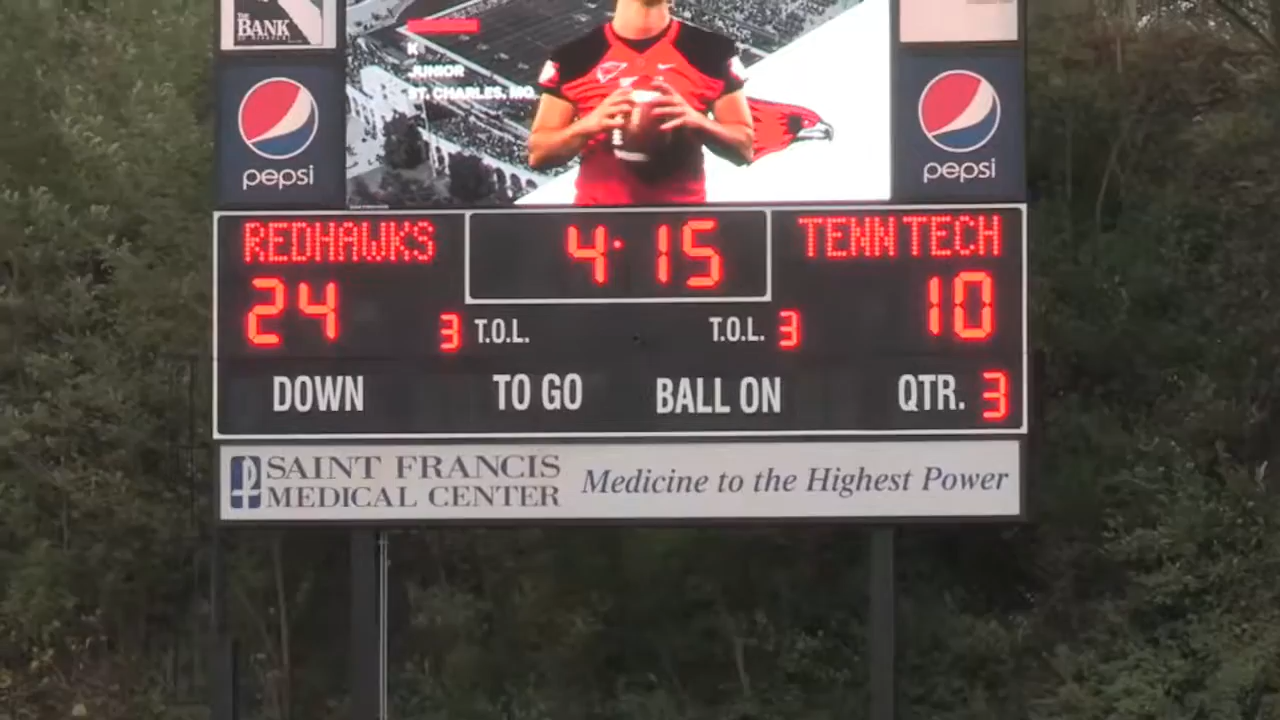 THE
BANK
K
JUNIOR
ST. CHARLES, MO
pepsi
pepsi
REDHAWKS
4:15
TENN TECH
24
3 T.O.L.
T.O.L. 3
10
DOWN
TO GO
BALL ON
QTR. 3
SAINT FRANCIS
MEDICAL CENTER
Medicine to the Highest Power